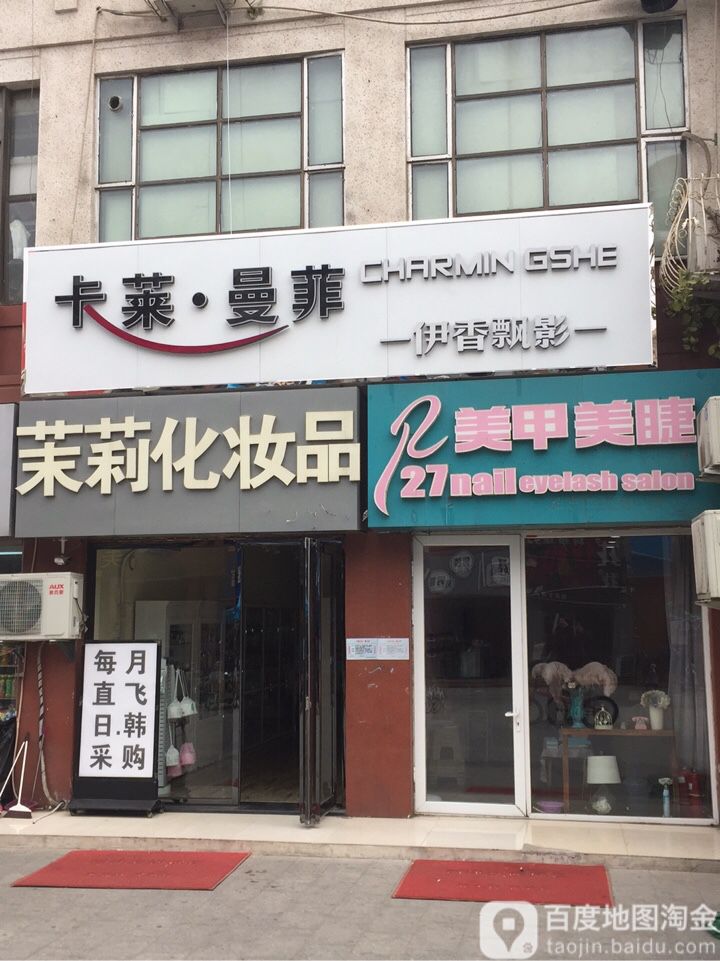 卡莱·曼菲
CHARMIN GSHE
伊香飘影
茉莉化妆品
美甲美睫
27nail eyelash salon
AUX
每月
直飞
日.韩
采购
百度地图淘金
taojin.baidu.com